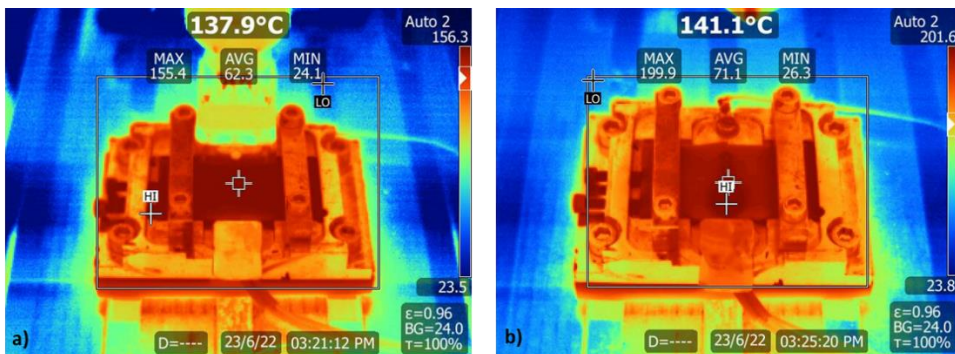 137.9°C
Auto 2
156.3
MAX
155.4
AVG
62.3
MIN
24.1
LO
HI
23.5
ε=0.96
BG=24.0
τ=100%
a)
D=----
23/6/22
03:21:12 PM
141.1°C
Auto 2
201.6
MAX
199.9
AVG
71.1
MIN
26.3
LO
HI
23.8
ε=0.96
BG=24.0
τ=100%
b)
D=----
23/6/22
03:25:20 PM